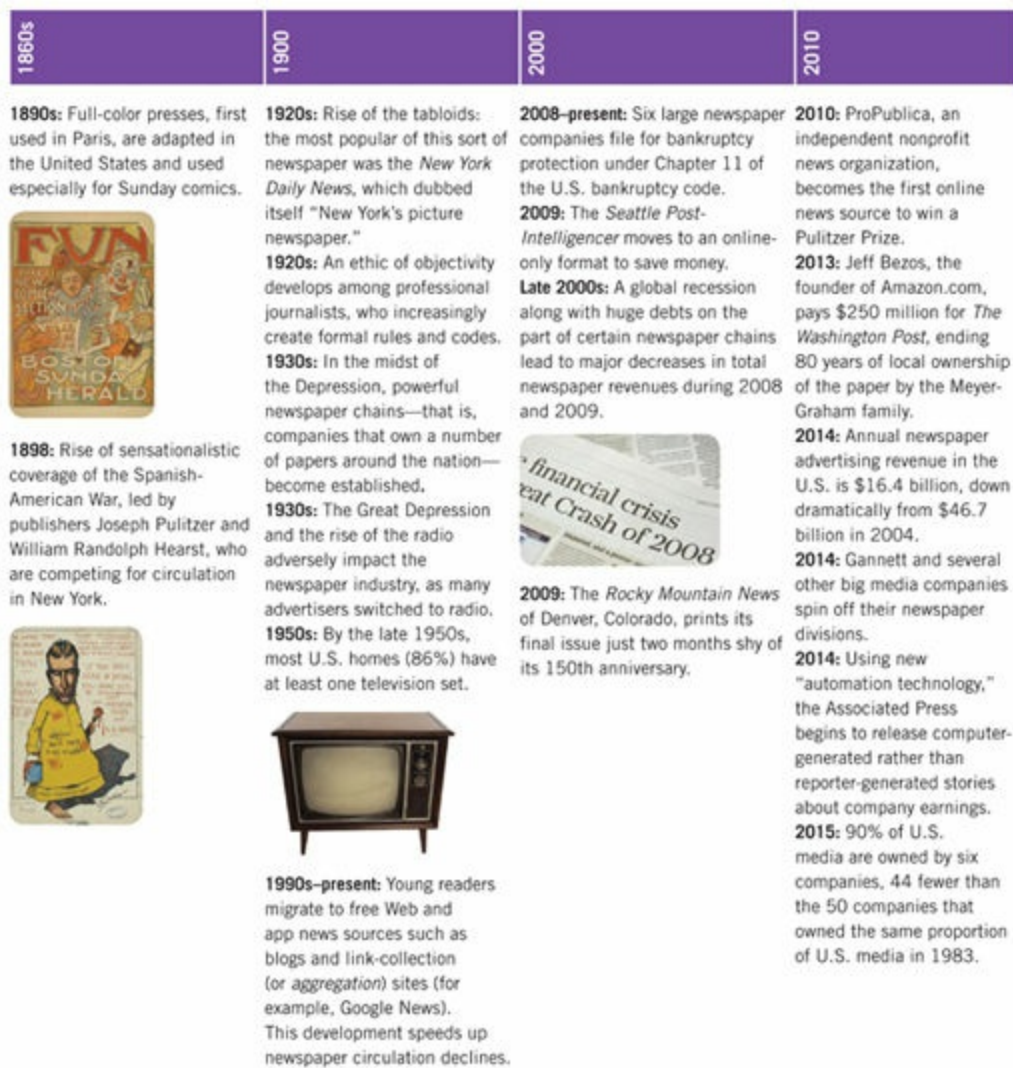 1860s
1890s: Full-color presses, first
used in Paris, are adapted in
the United States and used
especially for Sunday comics.
FUN
BOSTON
SUNDAY
HERALD
1898: Rise of sensationalistic
coverage of the Spanish-
American War, led by
publishers Joseph Pulitzer and
William Randolph Hearst, who
are competing for circulation
in New York.
1900
1920s: Rise of the tabloids:
the most popular of this sort of
newspaper was the New York
Daily News, which dubbed
itself “New York's picture
newspaper.”
1920s: An ethic of objectivity
develops among professional
journalists, who increasingly
create formal rules and codes.
1930s: In the midst of
the Depression, powerful
newspaper chains—that is,
companies that own a number
of papers around the nation—
become established.
1930s: The Great Depression
and the rise of the radio
adversely impact the
newspaper industry, as many
advertisers switched to radio.
1950s: By the late 1950s,
most U.S. homes (86%) have
at least one television set.
1990s–present: Young readers
migrate to free Web and
app news sources such as
blogs and link-collection
(or aggregation) sites (for
example, Google News).
This development speeds up
newspaper circulation declines.
2000
2008–present: Six large newspaper
companies file for bankruptcy
protection under Chapter 11 of
the U.S. bankruptcy code.
2009: The Seattle Post-
Intelligencer moves to an online-
only format to save money.
Late 2000s: A global recession
along with huge debts on the
part of certain newspaper chains
lead to major decreases in total
newspaper revenues during 2008
and 2009.
financial crisis
eat Crash of 2008
2009: The Rocky Mountain News
of Denver, Colorado, prints its
final issue just two months shy of
its 150th anniversary.
2010
2010: ProPublica, an
independent nonprofit
news organization,
becomes the first online
news source to win a
Pulitzer Prize.
2013: Jeff Bezos, the
founder of Amazon.com,
pays $250 million for The
Washington Post, ending
80 years of local ownership
of the paper by the Meyer-
Graham family.
2014: Annual newspaper
advertising revenue in the
U.S. is $16.4 billion, down
dramatically from $46.7
billion in 2004.
2014: Gannett and several
other big media companies
spin off their newspaper
divisions.
2014: Using new
“automation technology,”
the Associated Press
begins to release computer-
generated rather than
reporter-generated stories
about company earnings.
2015: 90% of U.S.
media are owned by six
companies, 44 fewer than
the 50 companies that
owned the same proportion
of U.S. media in 1983.